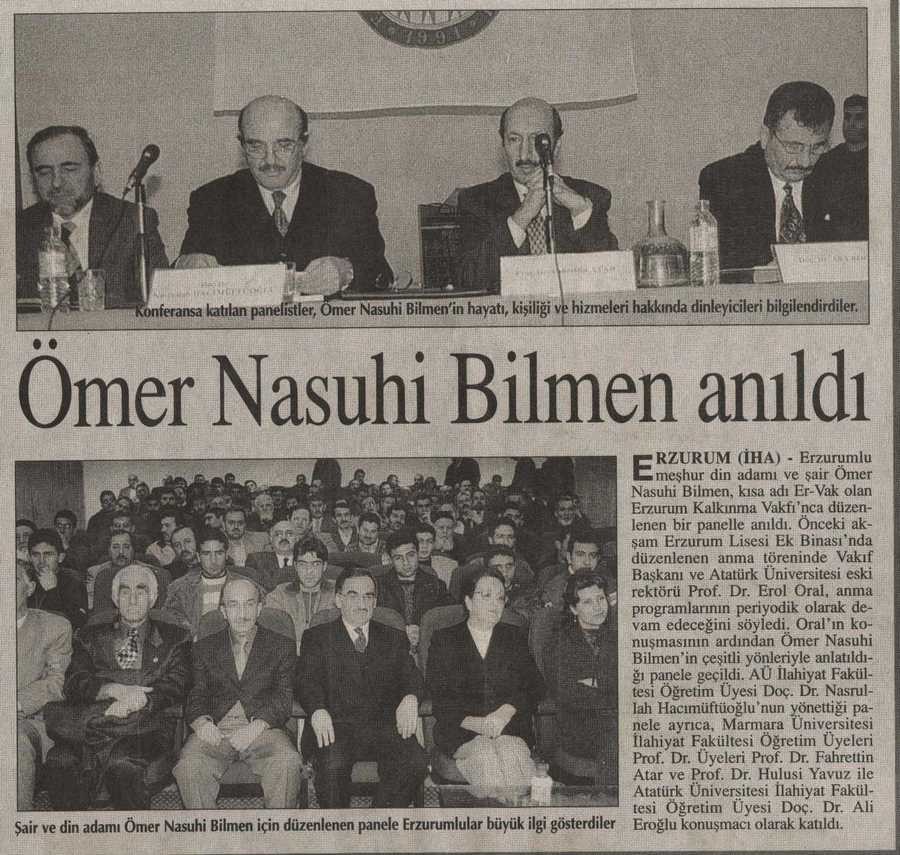 1991
Konferansa katılan panelistler, Ömer Nasuhi Bilmen'in hayatı, kişiliği ve hizmeleri hakkında dinleyicileri bilgilendirdiler.
Ömer Nasuhi Bilmen anıldı
ERZURUM (İHA) - Erzurumlu
meşhur din adamı ve şair Ömer
Nasuhi Bilmen, kısa adı Er-Vak olan
Erzurum Kalkınma Vakfı'nca düzen-
lenen bir panelle anıldı. Önceki ak-
şam Erzurum Lisesi Ek Binası'nda
düzenlenen anma töreninde Vakıf
Başkanı ve Atatürk Üniversitesi eski
rektörü Prof. Dr. Erol Oral, anma
programlarının periyodik olarak de-
vam edeceğini söyledi. Oral'ın ko-
nuşmasının ardından Ömer Nasuhi
Bilmen'in çeşitli yönleriyle anlatıldı-
ğı panele geçildi. AÜ İlahiyat Fakül-
tesi Öğretim Üyesi Doç. Dr. Nasrul-
lah Hacımüftüoğlu'nun yönettiği pa-
nele ayrıca, Marmara Üniversitesi
İlahiyat Fakültesi Öğretim Üyeleri
Prof. Dr. Üyeleri Prof. Dr. Fahrettin
Atar ve Prof. Dr. Hulusi Yavuz ile
Atatürk Üniversitesi İlahiyat Fakül-
tesi Öğretim Üyesi Doç. Dr. Ali
Eroğlu konuşmacı olarak katıldı.
Şair ve din adamı Ömer Nasuhi Bilmen için düzenlenen panele Erzurumlular büyük ilgi gösterdiler